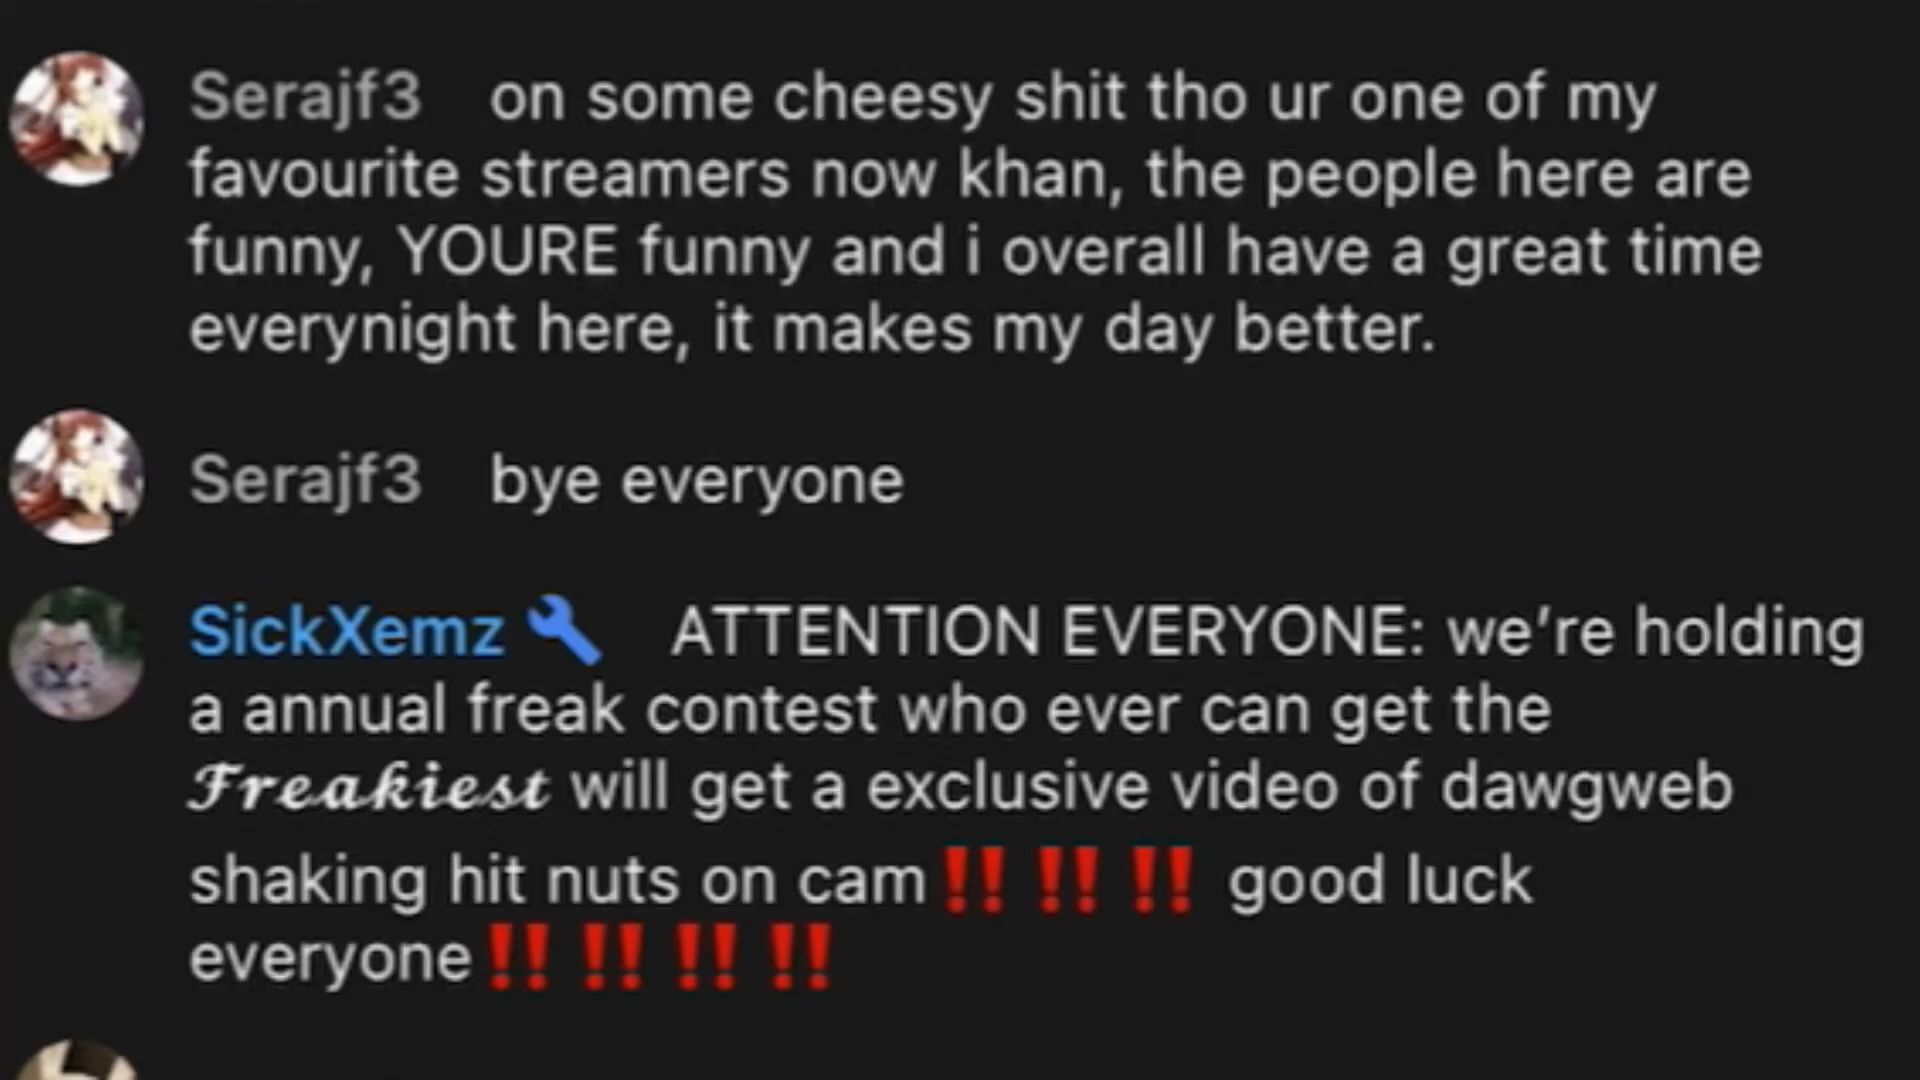 Serajf3 on some cheesy shit tho ur one of my
favourite streamers now khan, the people here are
funny, YOURE funny and i overall have a great time
everynight here, it makes my day better.
Serajf3 bye everyone
SickXemz 🔧 ATTENTION EVERYONE: we’re holding
a annual freak contest who ever can get the
𝓕𝓻𝓮𝓪𝓴𝓲𝓮𝓼𝓽 will get a exclusive video of dawgweb
shaking hit nuts on cam‼️‼️‼️ good luck
everyone‼️‼️‼️‼️